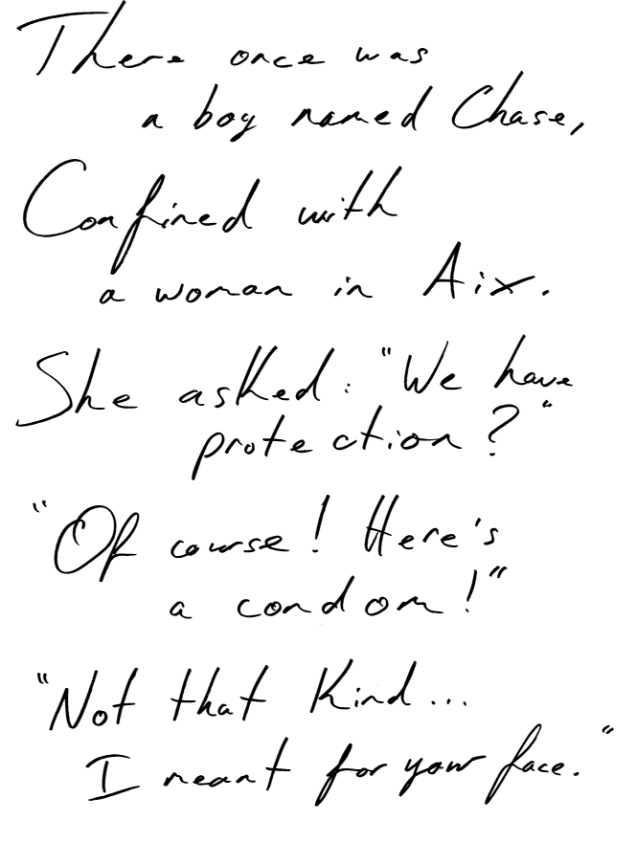 There once was
a boy named Chase,
Confined with
a woman in Aix.
She asked: "We have
protection?"
"Of course! Here's
a condom!"
"Not that kind...
I meant for your face."